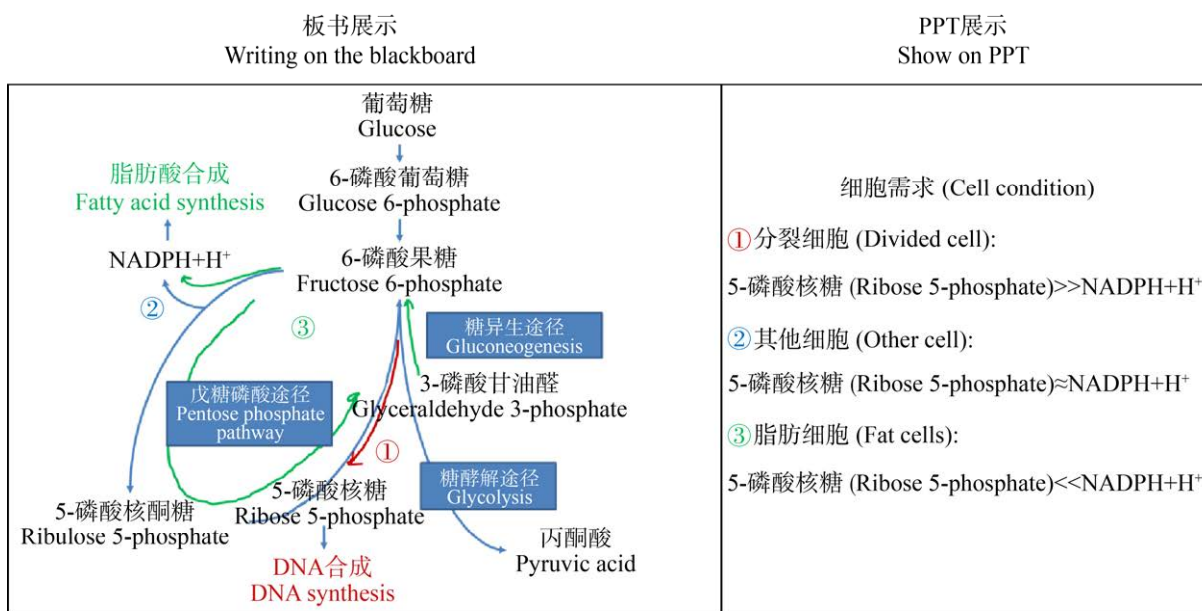 板书展示
Writing on the blackboard
PPT展示
Show on PPT
葡萄糖
Glucose
脂肪酸合成
Fatty acid synthesis
6-磷酸葡萄糖
Glucose 6-phosphate
NADPH+H⁺
6-磷酸果糖
Fructose 6-phosphate
②
③
糖异生途径
Gluconeogenesis
戊糖磷酸途径
Pentose phosphate
pathway
3-磷酸甘油醛
Glyceraldehyde 3-phosphate
①
5-磷酸核酮糖
Ribulose 5-phosphate
5-磷酸核糖
Ribose 5-phosphate
糖酵解途径
Glycolysis
丙酮酸
Pyruvic acid
DNA合成
DNA synthesis
细胞需求 (Cell condition)
①分裂细胞 (Divided cell):
5-磷酸核糖 (Ribose 5-phosphate)>>NADPH+H⁺
②其他细胞 (Other cell):
5-磷酸核糖 (Ribose 5-phosphate)≈NADPH+H⁺
③脂肪细胞 (Fat cells):
5-磷酸核糖 (Ribose 5-phosphate)<<NADPH+H⁺